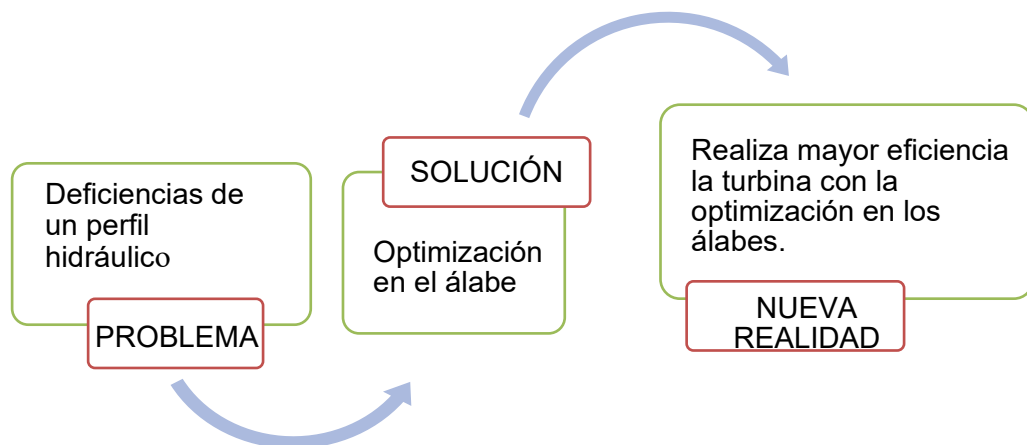 Deficiencias de
un perfil
hidráulico
PROBLEMA
SOLUCIÓN
Optimización
en el álabe
Realiza mayor eficiencia
la turbina con la
optimización en los
álabes.
NUEVA
REALIDAD